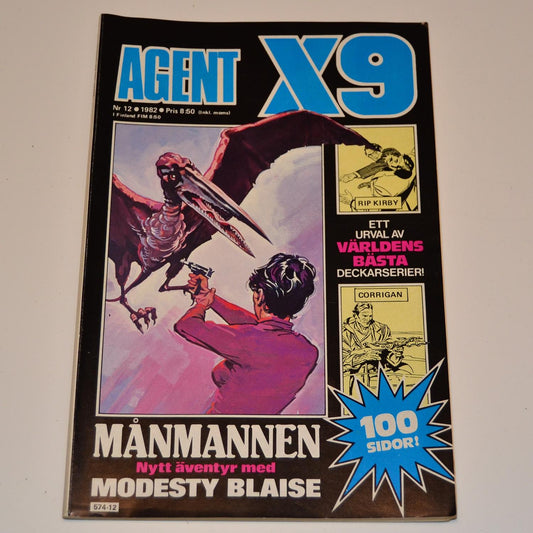 AGENT X9
Nr 12 ● 1982 ● Pris 8:50 (Inkl. moms)
I Finland FIM 6:50
RIP KIRBY
ETT
URVAL AV
VÄRLDENS
BÄSTA
DECKARSERIER!
CORRIGAN
100
SIDOR!
MÅNMANNEN
Nytt äventyr med
MODESTY BLAISE
574-12